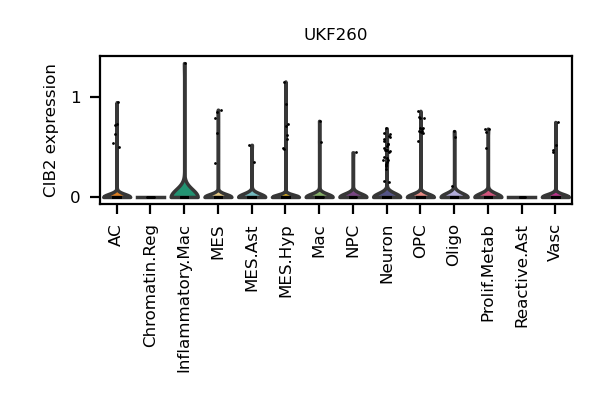 UKF260
CIB2 expression
1
0
AC
Chromatin.Reg
Inflammatory.Mac
MES
MES.Ast
MES.Hyp
Mac
NPC
Neuron
OPC
Oligo
Prolif.Metab
Reactive.Ast
Vasc